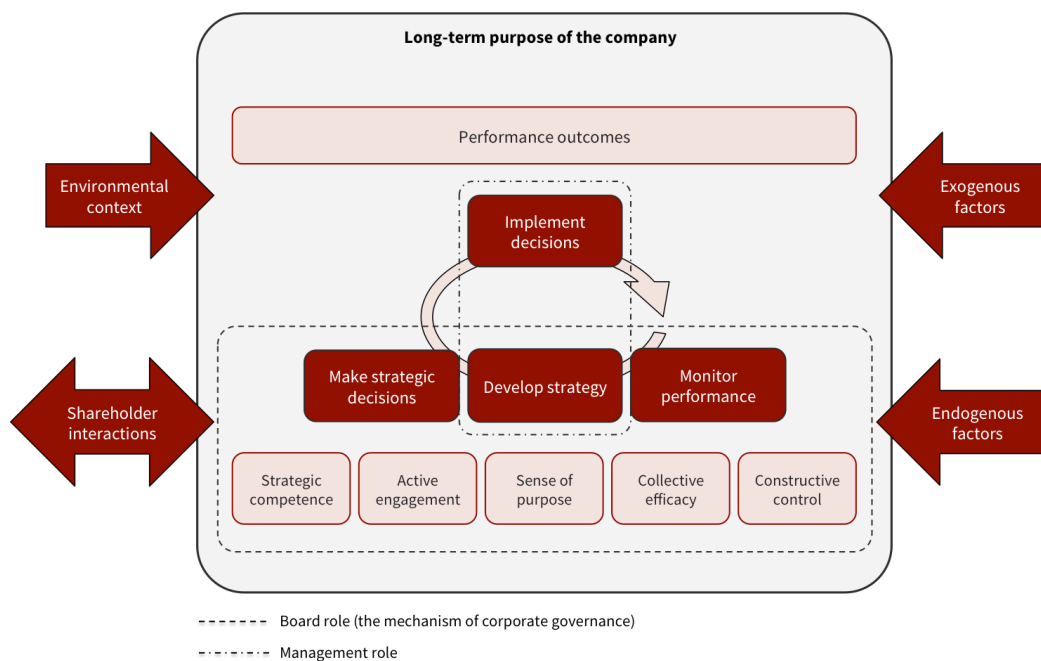 Long-term purpose of the company
Performance outcomes
Environmental
context
Exogenous
factors
Implement
decisions
Make strategic
decisions
Develop strategy
Monitor
performance
Shareholder
interactions
Endogenous
factors
Strategic
competence
Active
engagement
Sense of
purpose
Collective
efficacy
Constructive
control
Board role (the mechanism of corporate governance)
Management role